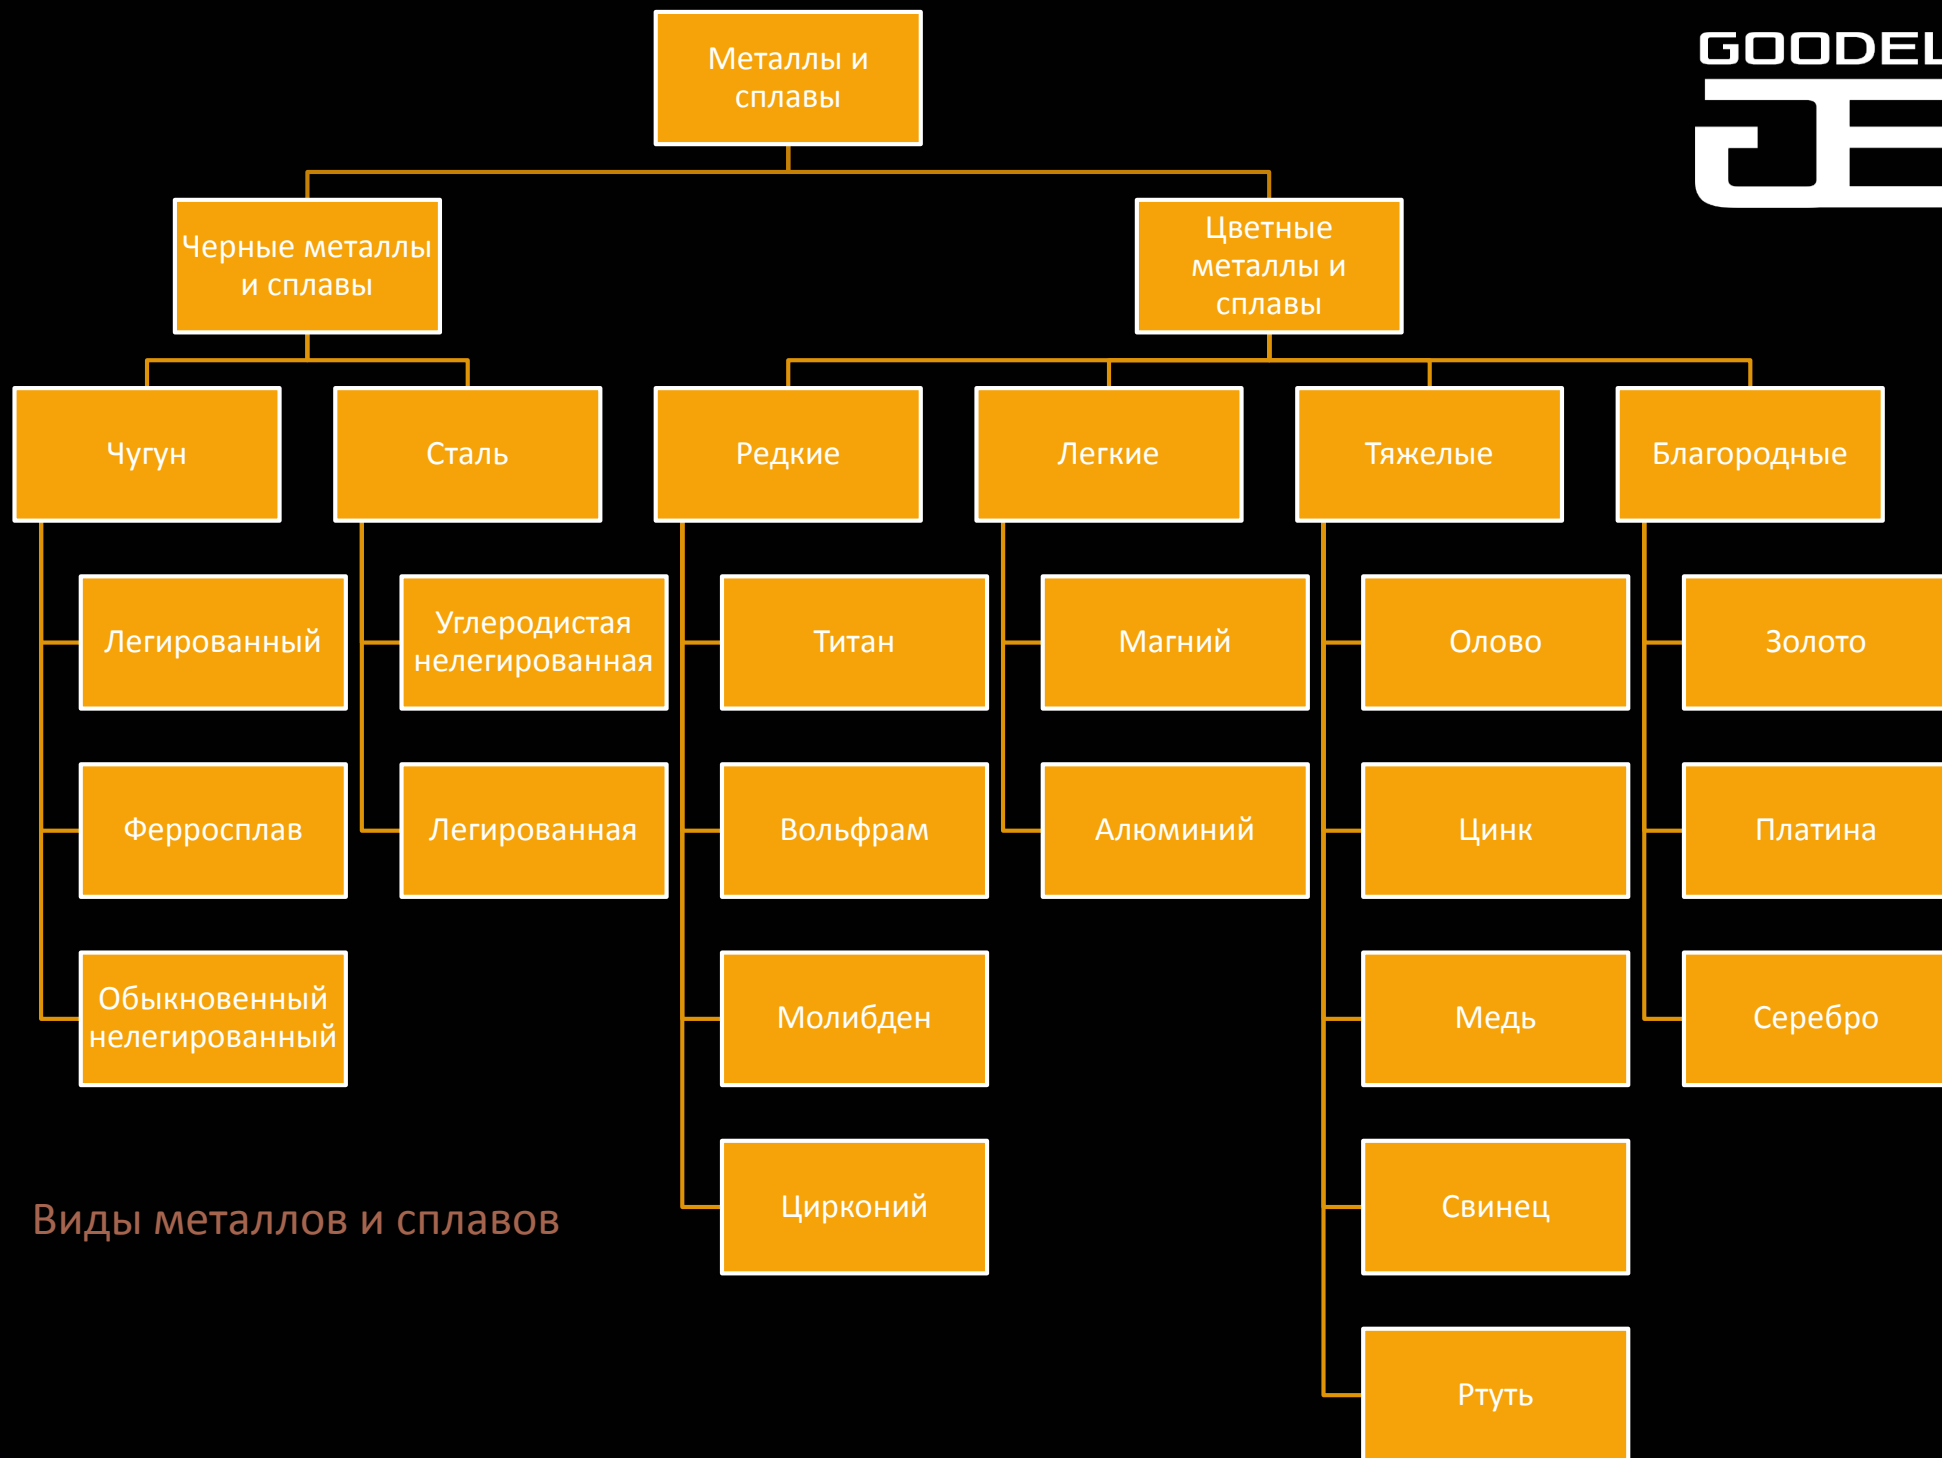 Металлы и
сплавы
GOODEL
Черные металлы
и сплавы
Цветные
металлы и
сплавы
Чугун
Сталь
Редкие
Легкие
Тяжелые
Благородные
Легированный
Углеродистая
нелегированная
Титан
Магний
Олово
Золото
Ферросплав
Легированная
Вольфрам
Алюминий
Цинк
Платина
Обыкновенный
нелегированный
Молибден
Медь
Серебро
Цирконий
Свинец
Виды металлов и сплавов
Ртуть